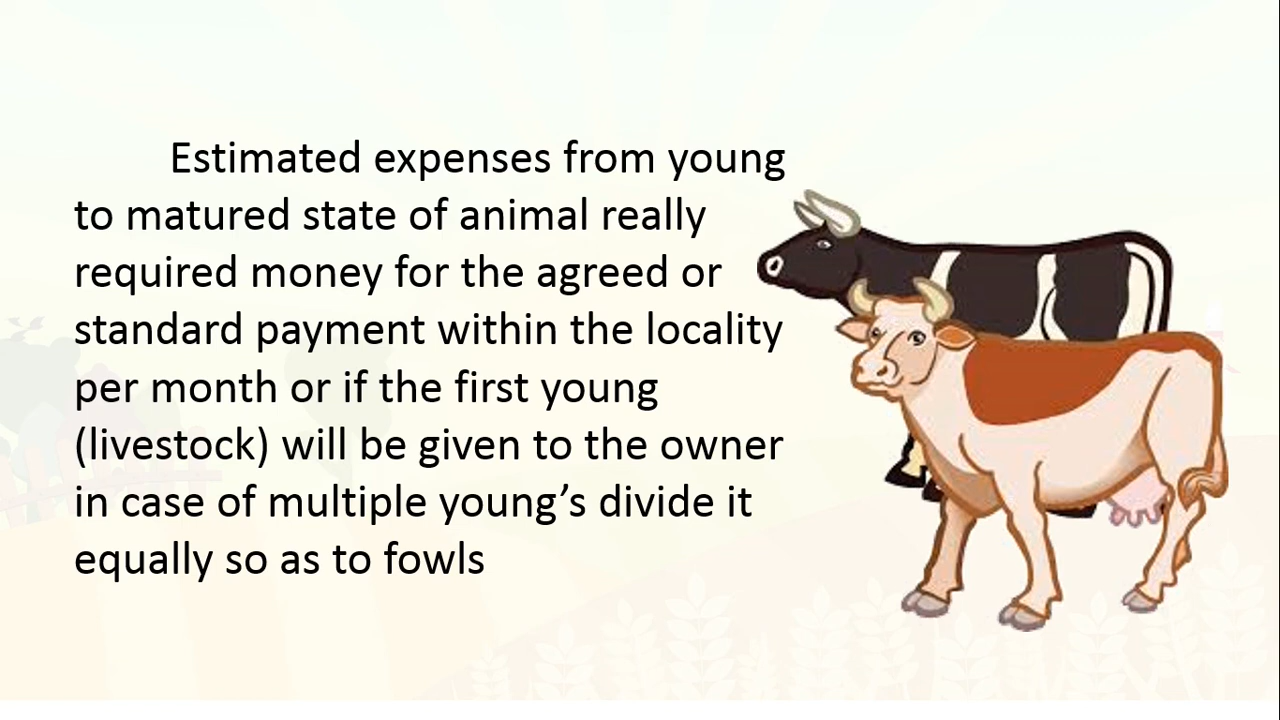 Estimated expenses from young
to matured state of animal really
required money for the agreed or
standard payment within the locality
per month or if the first young
(livestock) will be given to the owner
in case of multiple young’s divide it
equally so as to fowls